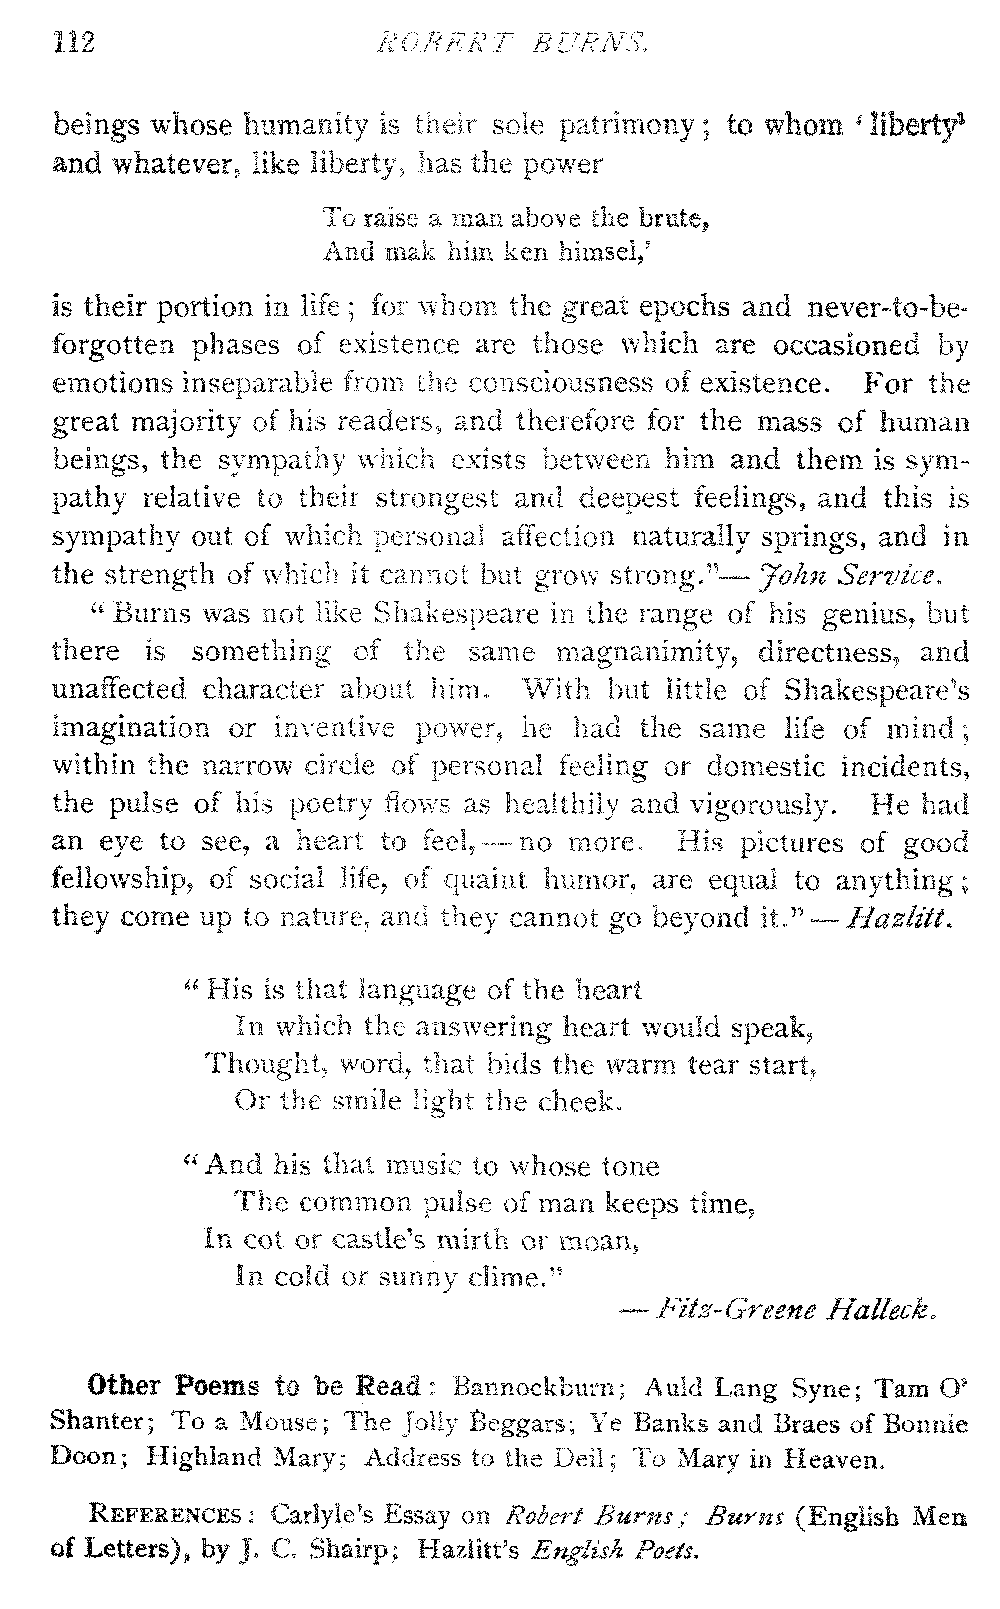 112 ROBERT BURNS.
beings whose humanity is their sole patrimony; to whom ‘liberty’
and whatever, like liberty, has the power
To raise a man above the brute,
And mak him ken himsel,’
is their portion in life; for whom the great epochs and never-to-be-
forgotten phases of existence are those which are occasioned by
emotions inseparable from the consciousness of existence. For the
great majority of his readers, and therefore for the mass of human
beings, the sympathy which exists between him and them is sym-
pathy relative to their strongest and deepest feelings, and this is
sympathy out of which personal affection naturally springs, and in
the strength of which it cannot but grow strong.”— John Service.
“Burns was not like Shakespeare in the range of his genius, but
there is something of the same magnanimity, directness, and
unaffected character about him. With but little of Shakespeare's
imagination or inventive power, he had the same life of mind;
within the narrow circle of personal feeling or domestic incidents,
the pulse of his poetry flows as healthily and vigorously. He had
an eye to see, a heart to feel, — no more. His pictures of good
fellowship, of social life, of quaint humor, are equal to anything;
they come up to nature, and they cannot go beyond it.” — Hazlitt.
“His is that language of the heart
In which the answering heart would speak,
Thought, word, that bids the warm tear start,
Or the smile light the cheek.
“And his that music to whose tone
The common pulse of man keeps time,
In cot or castle's mirth or moan,
In cold or sunny clime.”
— Fitz-Greene Halleck.
Other Poems to be Read: Bannockburn; Auld Lang Syne; Tam O’
Shanter; To a Mouse; The Jolly Beggars; Ye Banks and Braes of Bonnie
Doon; Highland Mary; Address to the Deil; To Mary in Heaven.
REFERENCES: Carlyle's Essay on Robert Burns; Burns (English Men
of Letters), by J. C. Shairp; Hazlitt's English Poets.